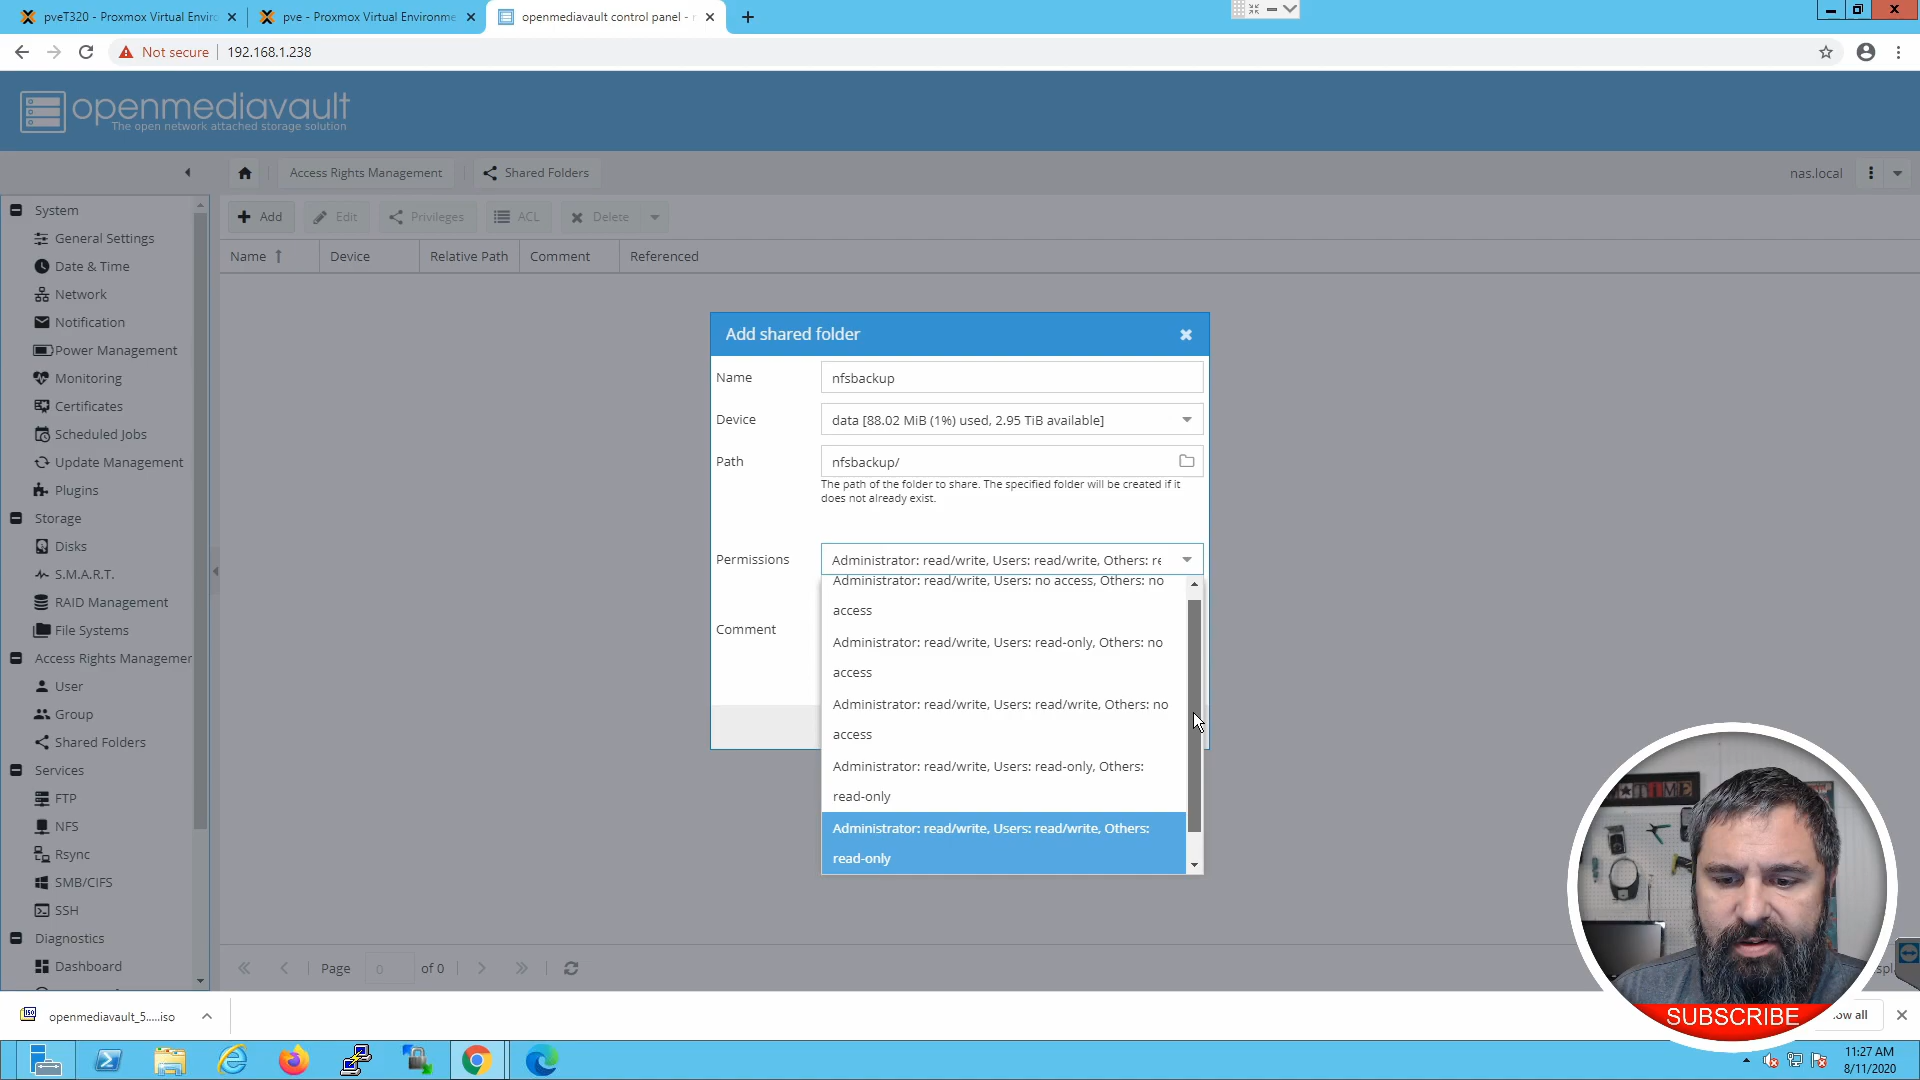 pveT320 - Proxmox Virtual Enviro
pve - Proxmox Virtual Environme
openmediavault control panel -
Not secure
192.168.1.238
openmediavault
The open network attached storage solution
Access Rights Management
Shared Folders
nas.local
System
General Settings
Date & Time
Network
Notification
Power Management
Monitoring
Certificates
Scheduled Jobs
Update Management
Plugins
Storage
Disks
S.M.A.R.T.
RAID Management
File Systems
Access Rights Managemen
User
Group
Shared Folders
Services
FTP
NFS
Rsync
SMB/CIFS
SSH
Diagnostics
Dashboard
Add
Edit
Privileges
ACL
Delete
Name
Device
Relative Path
Comment
Referenced
Add shared folder
Name
nfsbackup
Device
data [88.02 MiB (1%) used, 2.95 TiB available]
Path
nfsbackup/
The path of the folder to share. The specified folder will be created if it
does not already exist.
Permissions
Administrator: read/write, Users: read/write, Others: re
Administrator: read/write, Users: no access, Others: no
access
Administrator: read/write, Users: read-only, Others: no
access
Administrator: read/write, Users: read/write, Others: no
access
Administrator: read/write, Users: read-only, Others:
read-only
Administrator: read/write, Users: read/write, Others:
read-only
Comment
Page
0
of 0
SUBSCRIBE
openmediavault_5.....iso
ow all
11:27 AM
8/11/2020